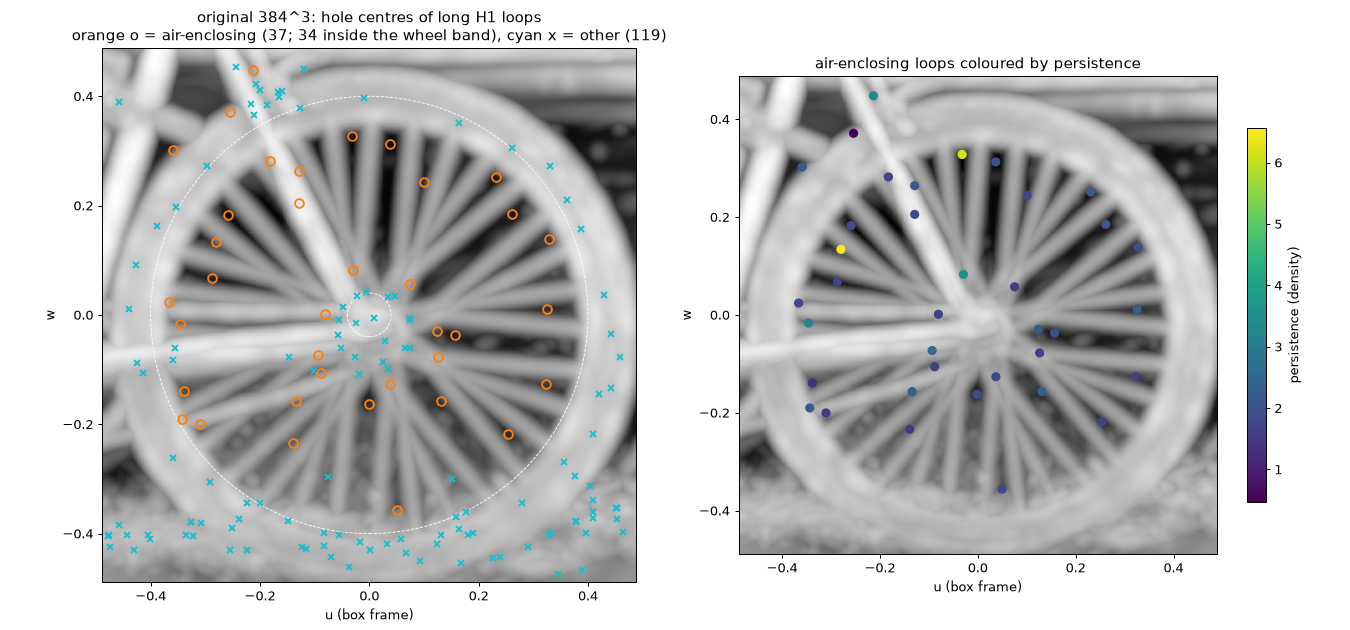 original 384^3: hole centres of long H1 loops
orange o = air-enclosing (37; 34 inside the wheel band), cyan x = other (119)
0.4
0.2
0.0
−0.2
−0.4
w
−0.4 −0.2 0.0 0.2 0.4
u (box frame)
air-enclosing loops coloured by persistence
0.4
0.2
0.0
−0.2
−0.4
w
−0.4 −0.2 0.0 0.2 0.4
u (box frame)
6
5
4
3
2
1
persistence (density)